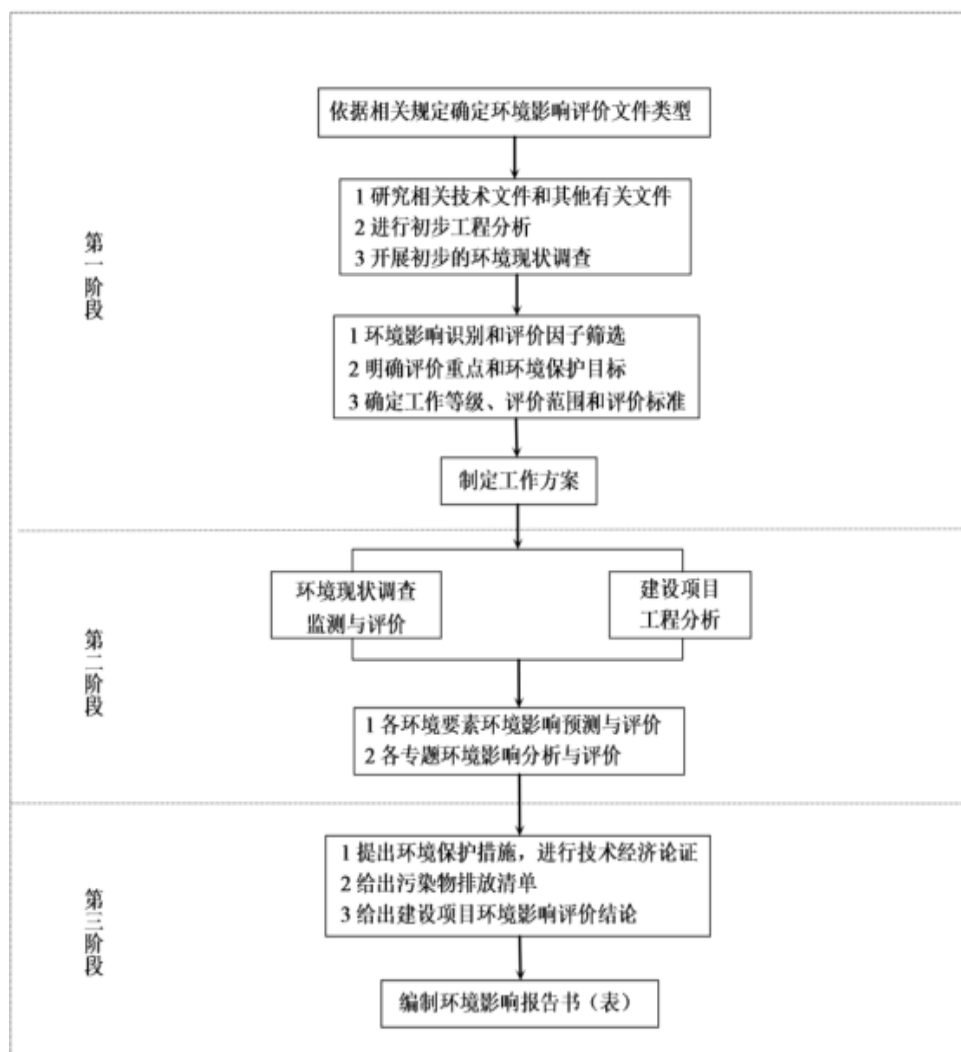 依据相关规定确定环境影响评价文件类型
1 研究相关技术文件和其他有关文件
2 进行初步工程分析
3 开展初步的环境现状调查
第一阶段
1 环境影响识别和评价因子筛选
2 明确评价重点和环境保护目标
3 确定工作等级、评价范围和评价标准
制定工作方案
环境现状调查
监测与评价
建设项目
工程分析
第二阶段
1 各环境要素环境影响预测与评价
2 各专题环境影响分析与评价
1 提出环境保护措施，进行技术经济论证
2 给出污染物排放清单
3 给出建设项目环境影响评价结论
第三阶段
编制环境影响报告书（表）